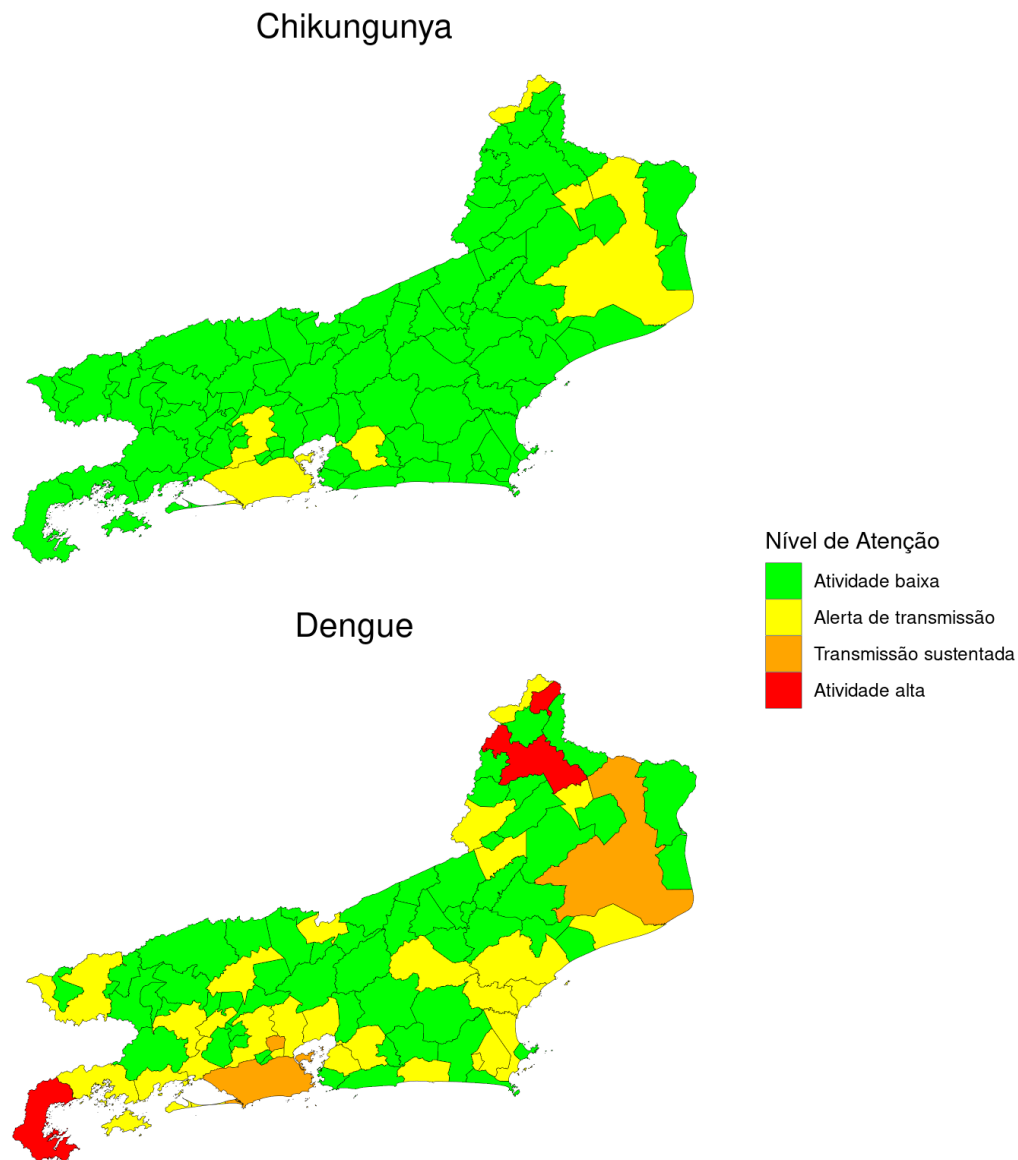 Chikungunya
Nível de Atenção
Atividade baixa
Alerta de transmissão
Transmissão sustentada
Atividade alta
Dengue